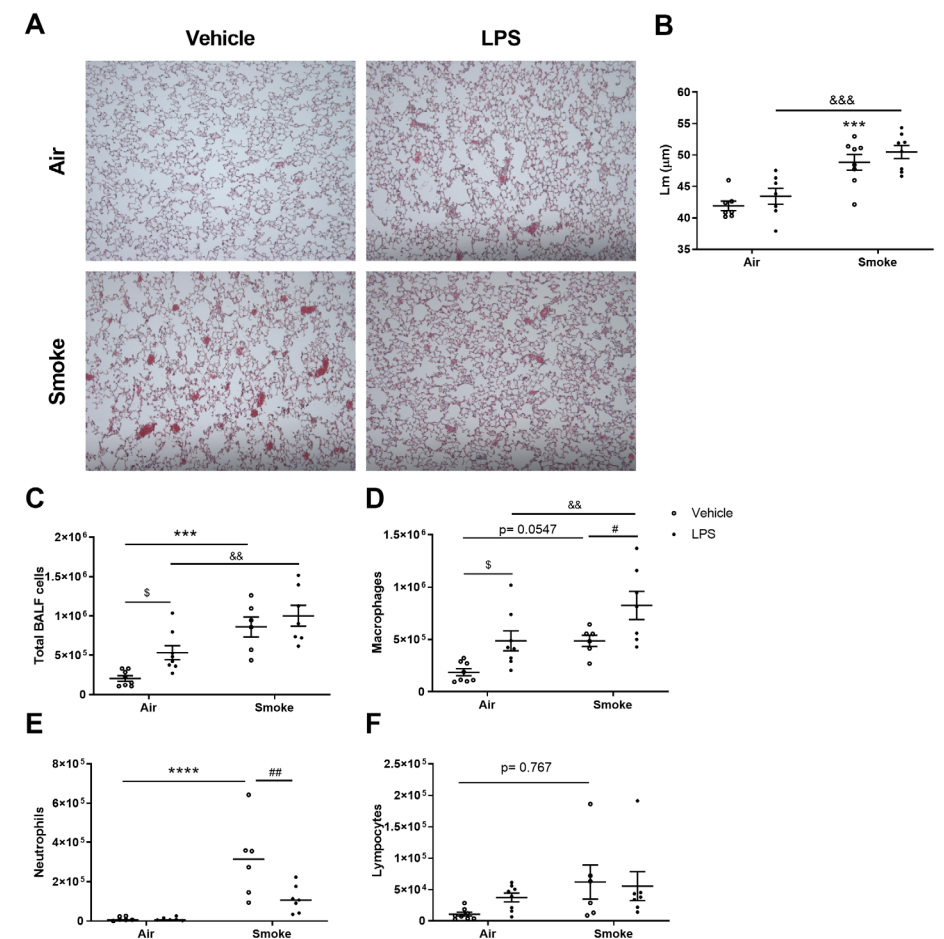 A
Vehicle
LPS
Air
Smoke
B
60
55
50
45
40
35
Lm (μm)
&&&
***
Air
Smoke
C
2×10⁶
1.5×10⁶
1×10⁶
5×10⁵
0
Total BALF cells
***
&&
$
Air
Smoke
D
1.5×10⁶
1×10⁶
5×10⁵
0
Macrophages
&&
p= 0.0547
#
$
Air
Smoke
Vehicle
LPS
E
8×10⁵
6×10⁵
4×10⁵
2×10⁵
0
Neutrophils
****
##
Air
Smoke
F
2.5×10⁵
2×10⁵
1.5×10⁵
1×10⁵
5×10⁴
0
Lympocytes
p= 0.767
Air
Smoke